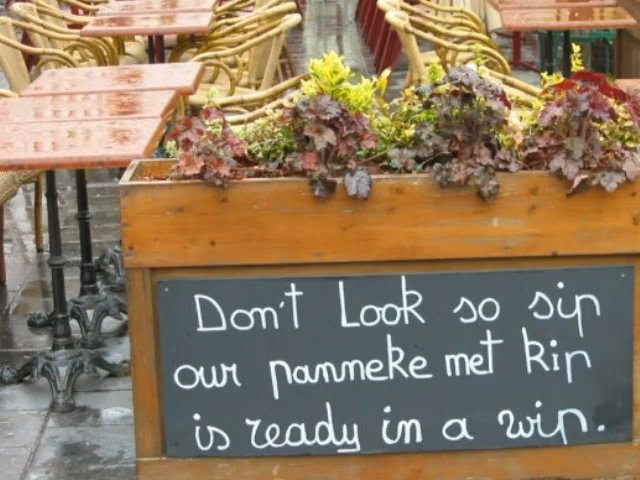 Don't Look so sip
our panneke met kip
is ready in a wip.